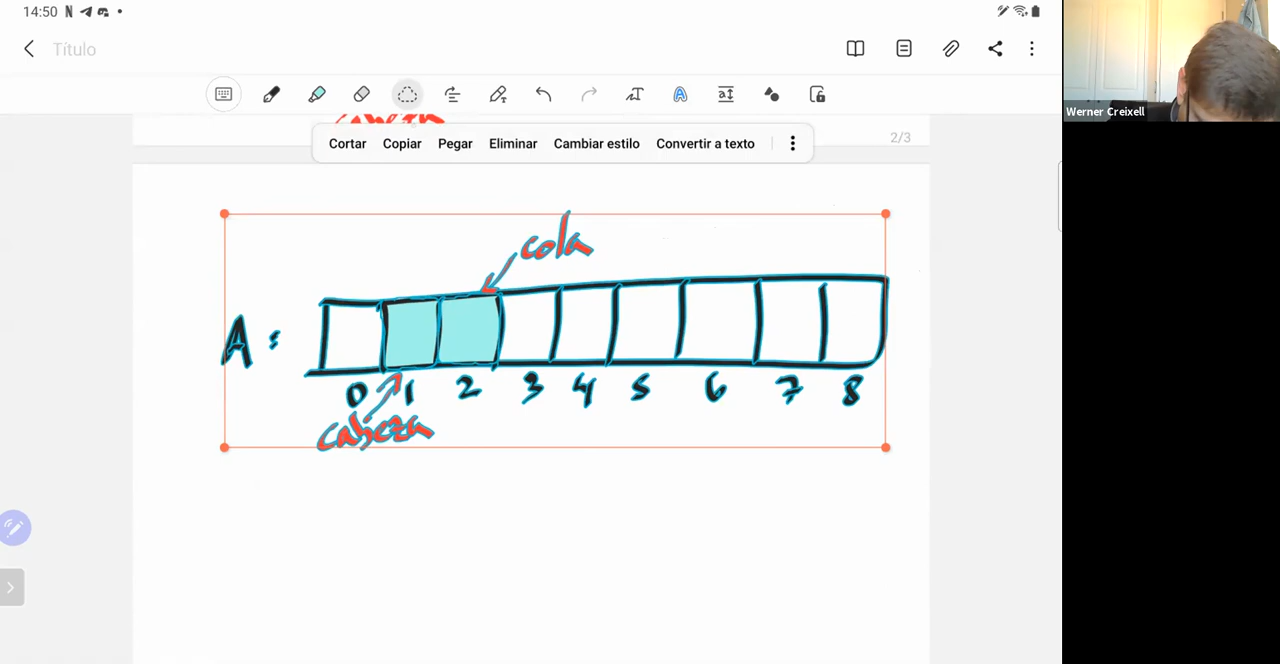 14:50
Título
Werner Creixell
2/3
Cortar Copiar Pegar Eliminar Cambiar estilo Convertir a texto
cola
A =
0 1 2 3 4 5 6 7 8
cabeza